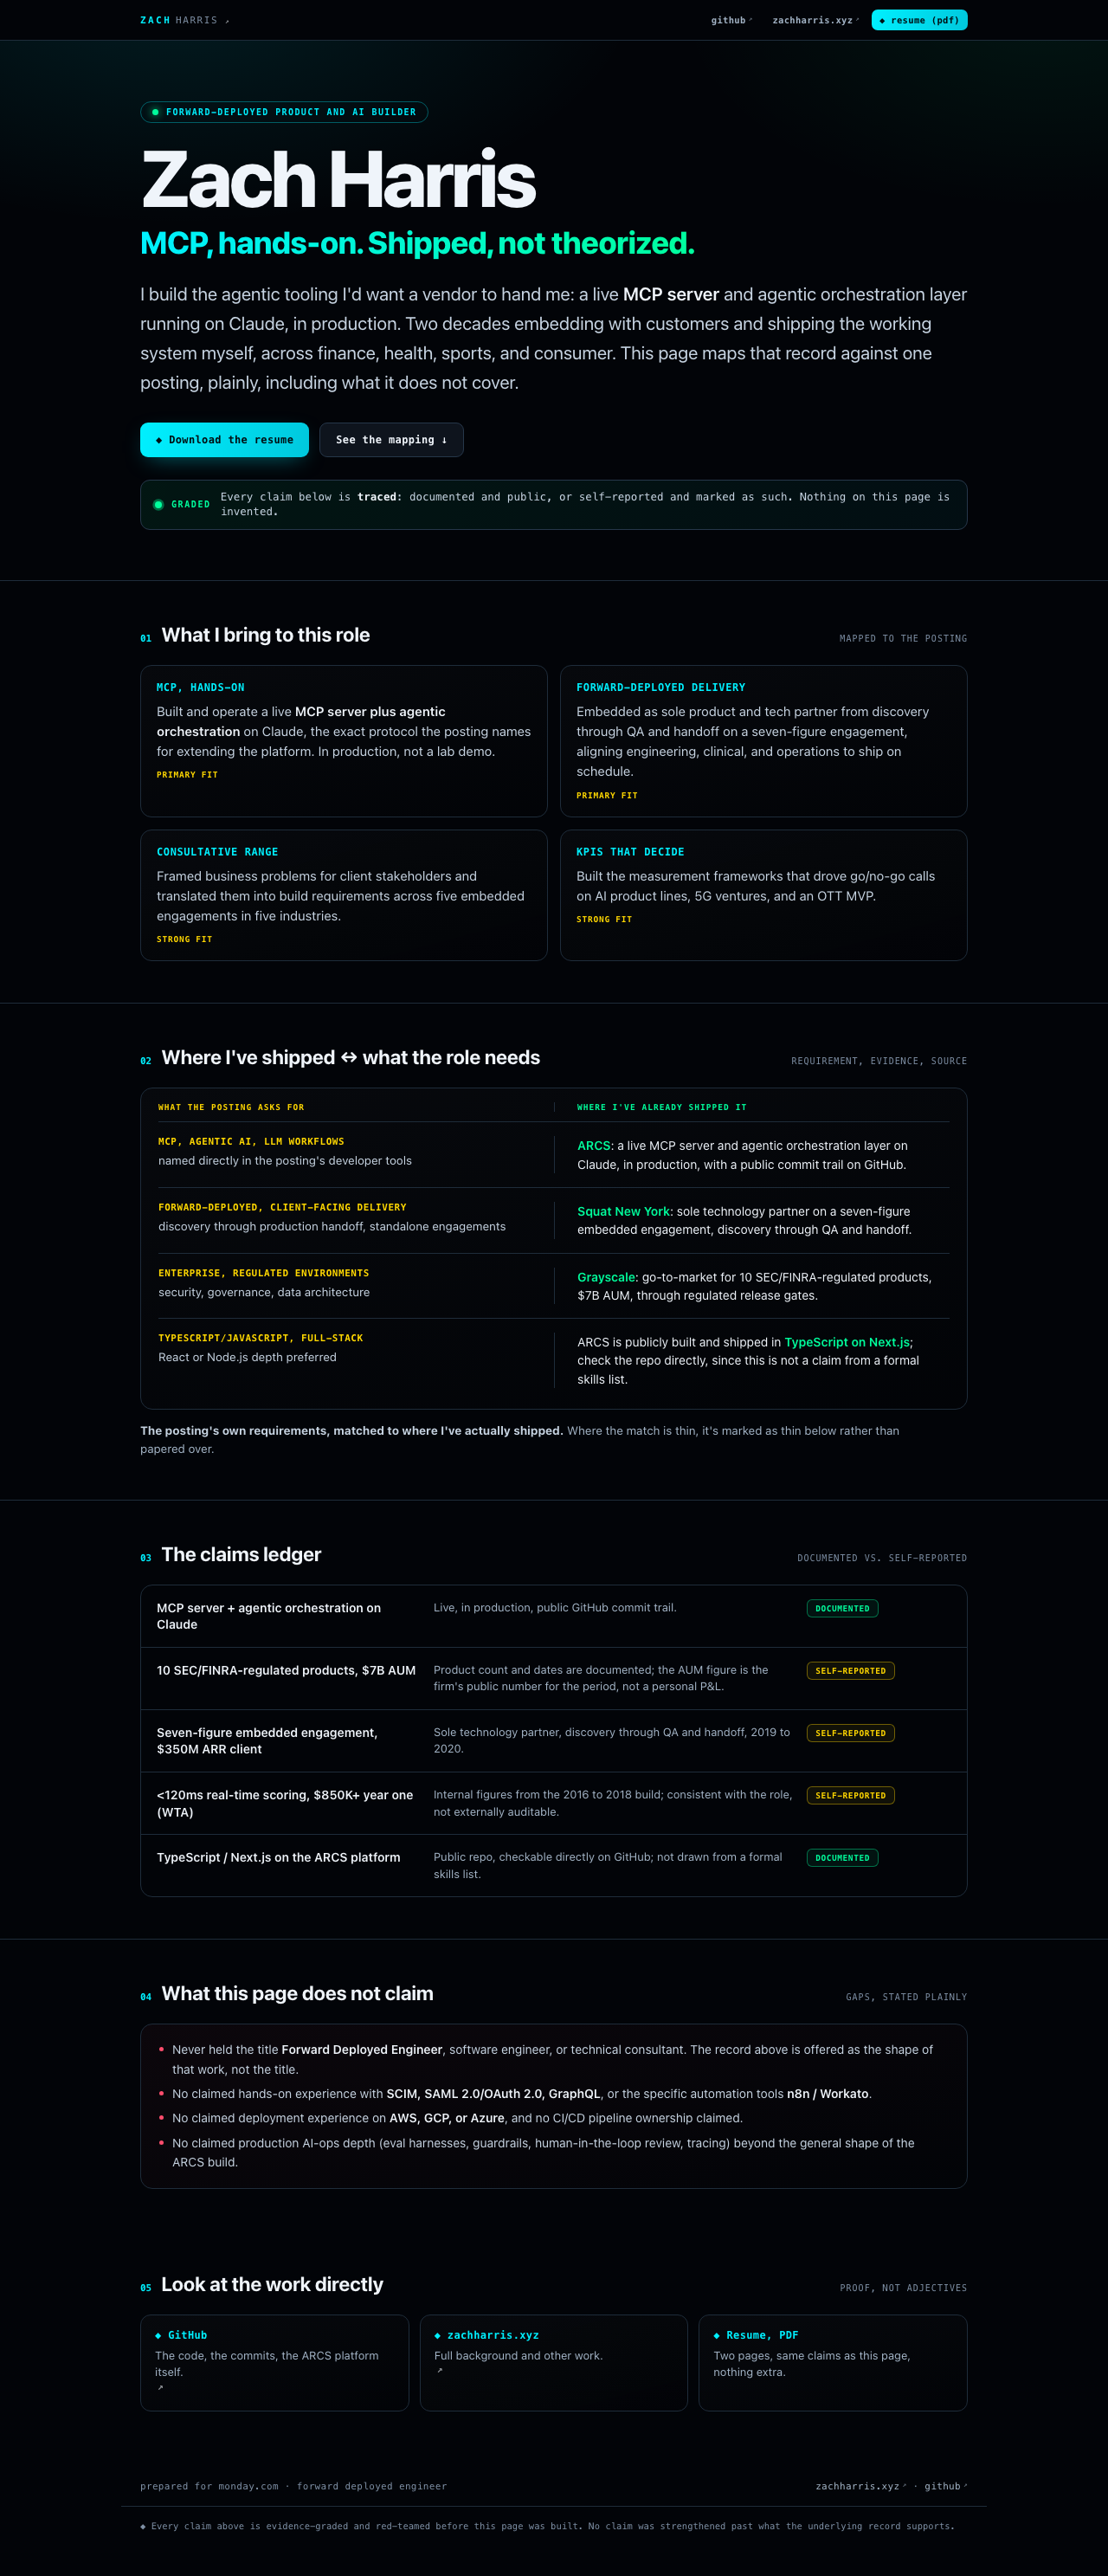 ZACH HARRIS ↗
github ↗ zachharris.xyz ↗ ◆ resume (pdf)
FORWARD-DEPLOYED PRODUCT AND AI BUILDER
Zach Harris
MCP, hands-on. Shipped, not theorized.
I build the agentic tooling I'd want a vendor to hand me: a live MCP server and agentic orchestration layer
running on Claude, in production. Two decades embedding with customers and shipping the working
system myself, across finance, health, sports, and consumer. This page maps that record against one
posting, plainly, including what it does not cover.
◆ Download the resume
See the mapping ↓
GRADED
Every claim below is traced: documented and public, or self-reported and marked as such. Nothing on this page is
invented.
01 What I bring to this role
MAPPED TO THE POSTING
MCP, HANDS-ON
Built and operate a live MCP server plus agentic
orchestration on Claude, the exact protocol the posting names
for extending the platform. In production, not a lab demo.
PRIMARY FIT
FORWARD-DEPLOYED DELIVERY
Embedded as sole product and tech partner from discovery
through QA and handoff on a seven-figure engagement,
aligning engineering, clinical, and operations to ship on
schedule.
PRIMARY FIT
CONSULTATIVE RANGE
Framed business problems for client stakeholders and
translated them into build requirements across five embedded
engagements in five industries.
STRONG FIT
KPIS THAT DECIDE
Built the measurement frameworks that drove go/no-go calls
on AI product lines, 5G ventures, and an OTT MVP.
STRONG FIT
02 Where I've shipped ↔ what the role needs
REQUIREMENT, EVIDENCE, SOURCE
WHAT THE POSTING ASKS FOR
WHERE I'VE ALREADY SHIPPED IT
MCP, AGENTIC AI, LLM WORKFLOWS
named directly in the posting's developer tools
ARCS: a live MCP server and agentic orchestration layer on
Claude, in production, with a public commit trail on GitHub.
FORWARD-DEPLOYED, CLIENT-FACING DELIVERY
discovery through production handoff, standalone engagements
Squat New York: sole technology partner on a seven-figure
embedded engagement, discovery through QA and handoff.
ENTERPRISE, REGULATED ENVIRONMENTS
security, governance, data architecture
Grayscale: go-to-market for 10 SEC/FINRA-regulated products,
$7B AUM, through regulated release gates.
TYPESCRIPT/JAVASCRIPT, FULL-STACK
React or Node.js depth preferred
ARCS is publicly built and shipped in TypeScript on Next.js;
check the repo directly, since this is not a claim from a formal
skills list.
The posting's own requirements, matched to where I've actually shipped. Where the match is thin, it's marked as thin below rather than
papered over.
03 The claims ledger
DOCUMENTED VS. SELF-REPORTED
MCP server + agentic orchestration on
Claude
Live, in production, public GitHub commit trail.
DOCUMENTED
10 SEC/FINRA-regulated products, $7B AUM
Product count and dates are documented; the AUM figure is the
firm's public number for the period, not a personal P&L.
SELF-REPORTED
Seven-figure embedded engagement,
$350M ARR client
Sole technology partner, discovery through QA and handoff, 2019 to
2020.
SELF-REPORTED
<120ms real-time scoring, $850K+ year one
(WTA)
Internal figures from the 2016 to 2018 build; consistent with the role,
not externally auditable.
SELF-REPORTED
TypeScript / Next.js on the ARCS platform
Public repo, checkable directly on GitHub; not drawn from a formal
skills list.
DOCUMENTED
04 What this page does not claim
GAPS, STATED PLAINLY
• Never held the title Forward Deployed Engineer, software engineer, or technical consultant. The record above is offered as the shape of
that work, not the title.
• No claimed hands-on experience with SCIM, SAML 2.0/OAuth 2.0, GraphQL, or the specific automation tools n8n / Workato.
• No claimed deployment experience on AWS, GCP, or Azure, and no CI/CD pipeline ownership claimed.
• No claimed production AI-ops depth (eval harnesses, guardrails, human-in-the-loop review, tracing) beyond the general shape of the
ARCS build.
05 Look at the work directly
PROOF, NOT ADJECTIVES
◆ GitHub
The code, the commits, the ARCS platform
itself.
↗
◆ zachharris.xyz
Full background and other work.
↗
◆ Resume, PDF
Two pages, same claims as this page,
nothing extra.
prepared for monday.com · forward deployed engineer
zachharris.xyz ↗ · github ↗
◆ Every claim above is evidence-graded and red-teamed before this page was built. No claim was strengthened past what the underlying record supports.